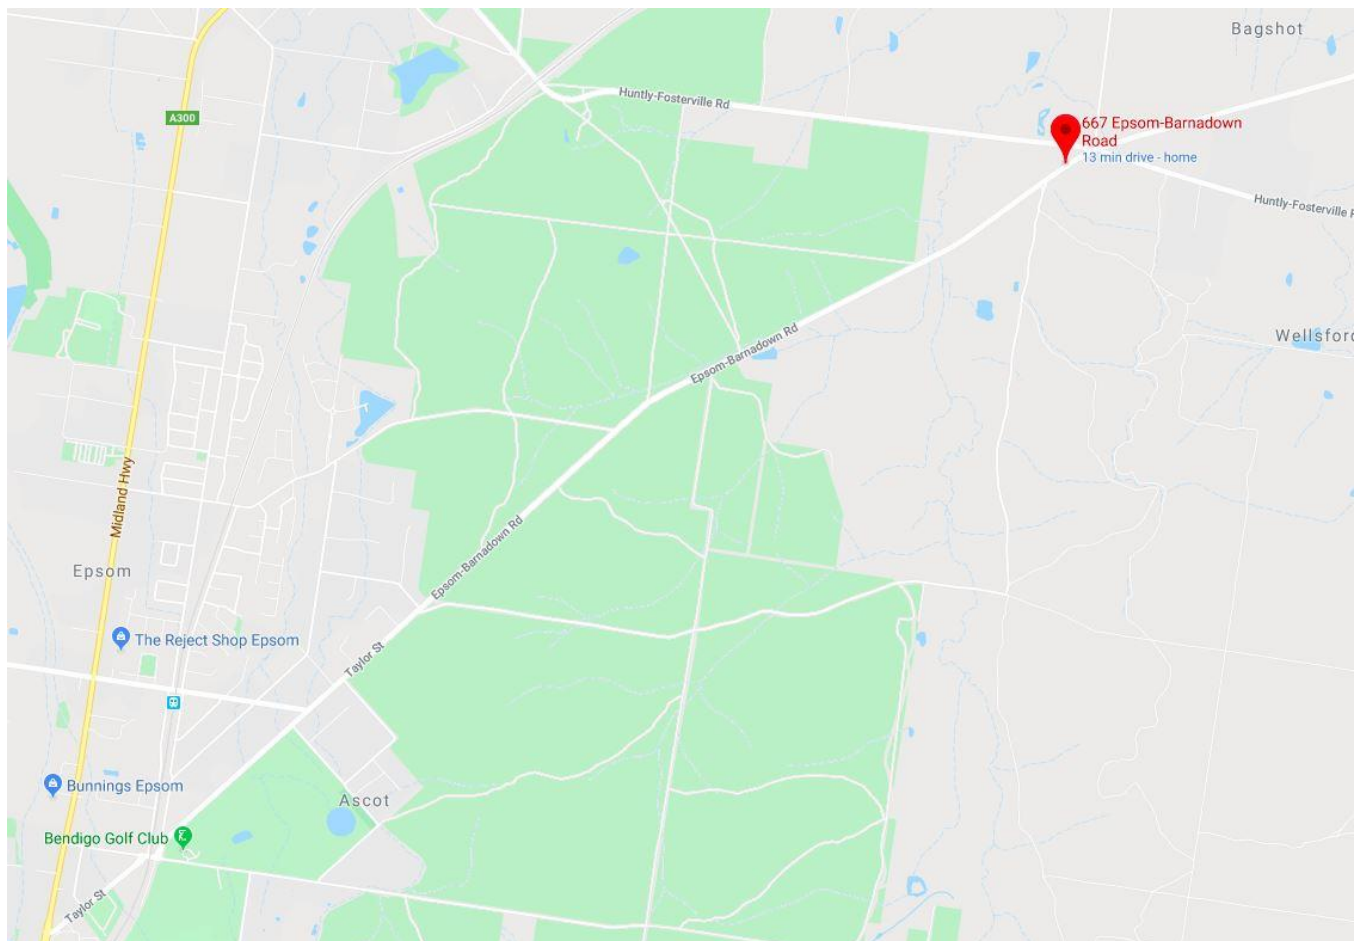 Bagshot
Huntly-Fosterville Rd
A300
667 Epsom-Barnadown
Road
13 min drive - home
Huntly-Fosterville R
Wellsford
Epsom-Barnadown Rd
Midland Hwy
Epsom-Barnadown Rd
Epsom
The Reject Shop Epsom
Taylor St
Bunnings Epsom
Ascot
Bendigo Golf Club
Taylor St